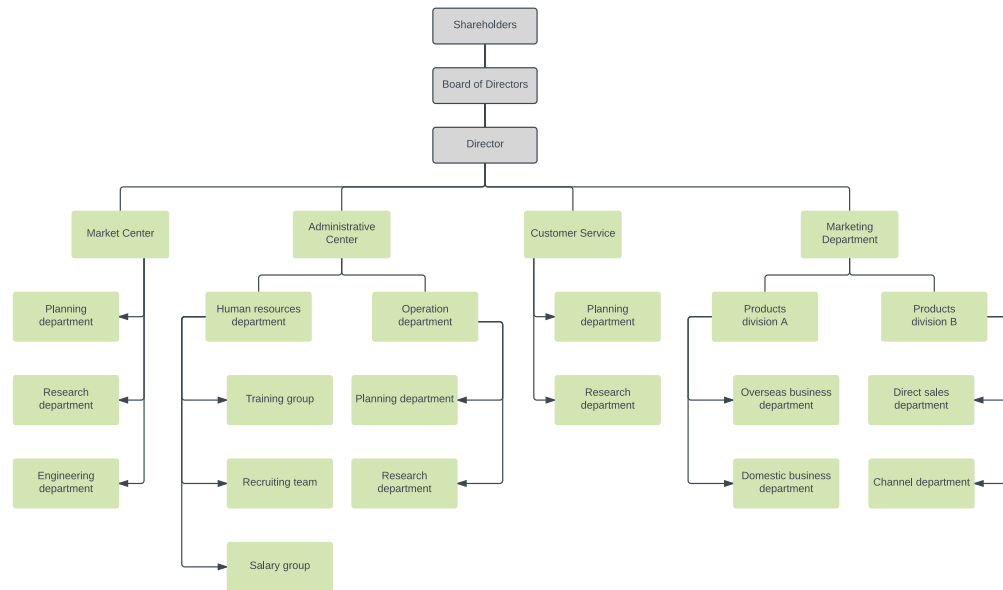 Shareholders
Board of Directors
Director
Market Center
Administrative
Center
Customer Service
Marketing
Department
Planning
department
Human resources
department
Operation
department
Planning
department
Products
division A
Products
division B
Research
department
Training group
Planning department
Research
department
Overseas business
department
Direct sales
department
Engineering
department
Recruiting team
Research
department
Domestic business
department
Channel department
Salary group